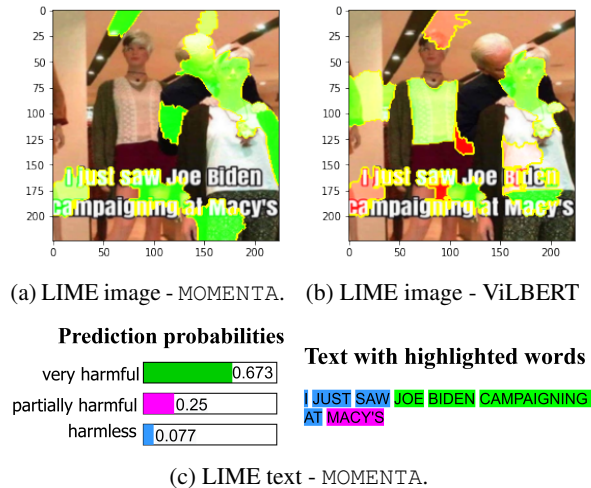 0
25
50
75
100
125
150
175
200
0 50 100 150 200
I just saw Joe Biden
campaigning at Macy's
0
25
50
75
100
125
150
175
200
0 50 100 150 200
I just saw Joe Biden
campaigning at Macy's
(a) LIME image - MOMENTA.
(b) LIME image - ViLBERT
Prediction probabilities
very harmful 0.673
partially harmful 0.25
harmless 0.077
Text with highlighted words
I JUST SAW JOE BIDEN CAMPAIGNING
AT MACY'S
(c) LIME text - MOMENTA.